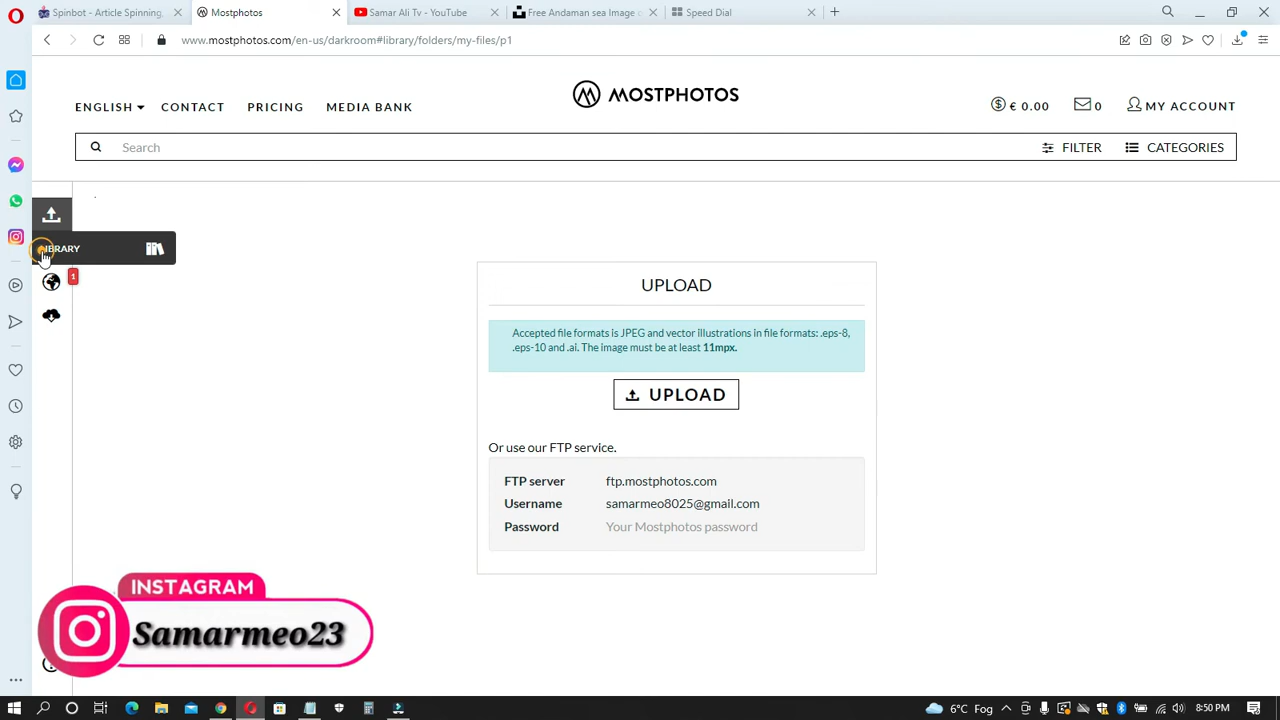 Spinbot - Article Spinning,
Mostphotos
Samar Ali Tv - YouTube
Free Andaman sea Image o
Speed Dial
www.mostphotos.com/en-us/darkroom#library/folders/my-files/p1
MOSTPHOTOS
ENGLISH
CONTACT
PRICING
MEDIA BANK
€ 0.00
0
MY ACCOUNT
Search
FILTER
CATEGORIES
LIBRARY
1
UPLOAD
Accepted file formats is JPEG and vector illustrations in file formats: .eps-8,
.eps-10 and .ai. The image must be at least 11mpx.
UPLOAD
Or use our FTP service.
FTP server ftp.mostphotos.com
Username samarmeo8025@gmail.com
Password Your Mostphotos password
INSTAGRAM
Samarmeo23
6°C Fog
8:50 PM